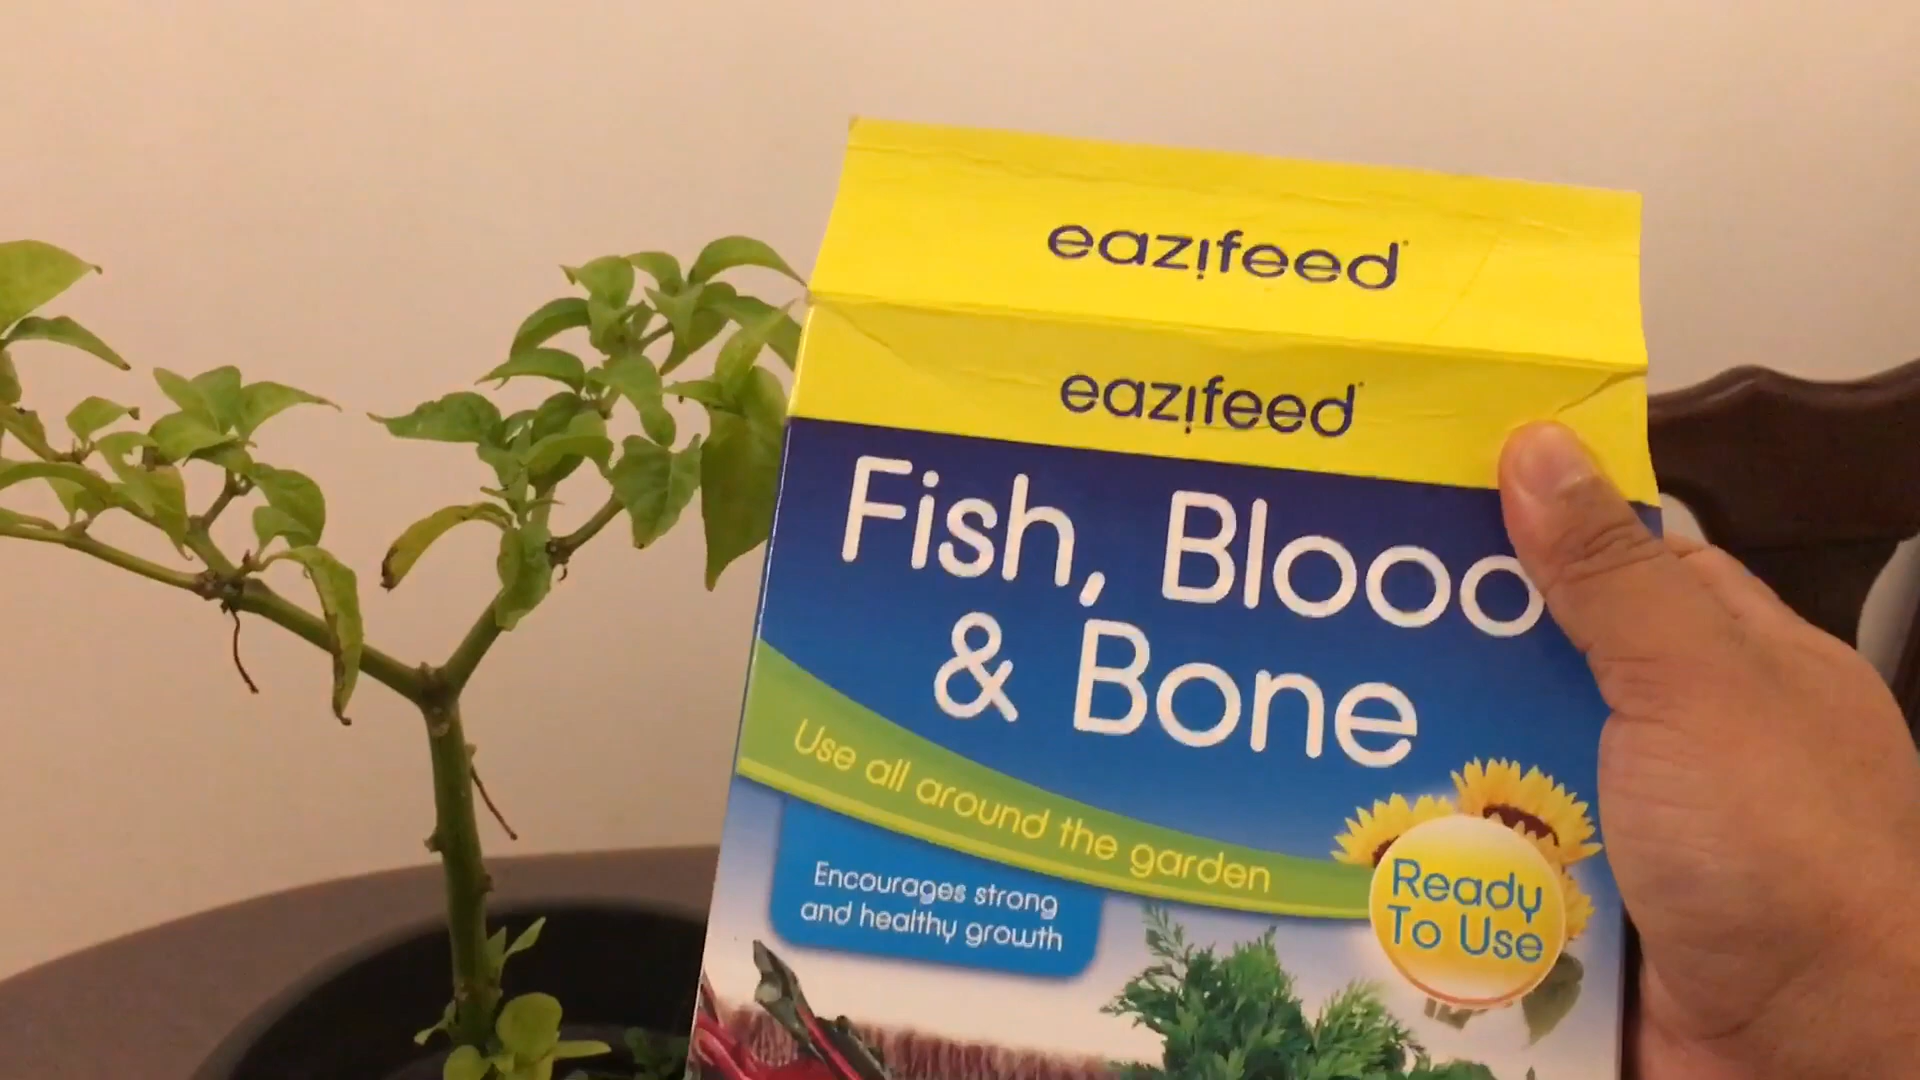 eazifeed
eazifeed
Fish, Blood
& Bone
Use all around the garden
Encourages strong
and healthy growth
Ready
To Use